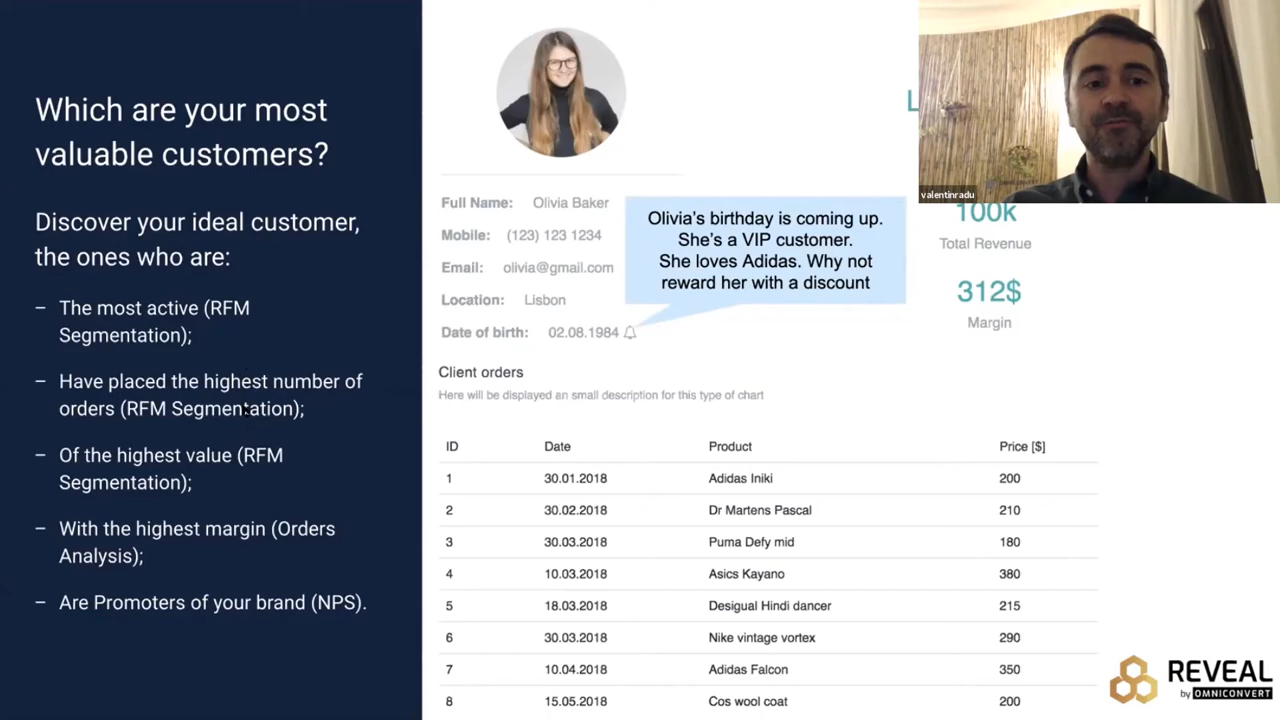 Which are your most
valuable customers?
Discover your ideal customer,
the ones who are:
– The most active (RFM
Segmentation);
– Have placed the highest number of
orders (RFM Segmentation);
– Of the highest value (RFM
Segmentation);
– With the highest margin (Orders
Analysis);
– Are Promoters of your brand (NPS).
Full Name: Olivia Baker
Mobile: (123) 123 1234
Email: olivia@gmail.com
Location: Lisbon
Date of birth: 02.08.1984
Olivia's birthday is coming up.
She's a VIP customer.
She loves Adidas. Why not
reward her with a discount
L
valentinradu
100k
Total Revenue
312$
Margin
Client orders
Here will be displayed an small description for this type of chart
ID Date Product Price [$]
1 30.01.2018 Adidas Iniki 200
2 30.02.2018 Dr Martens Pascal 210
3 30.03.2018 Puma Defy mid 180
4 10.03.2018 Asics Kayano 380
5 18.03.2018 Desigual Hindi dancer 215
6 30.03.2018 Nike vintage vortex 290
7 10.04.2018 Adidas Falcon 350
8 15.05.2018 Cos wool coat 200
REVEAL
by OMNICONVERT